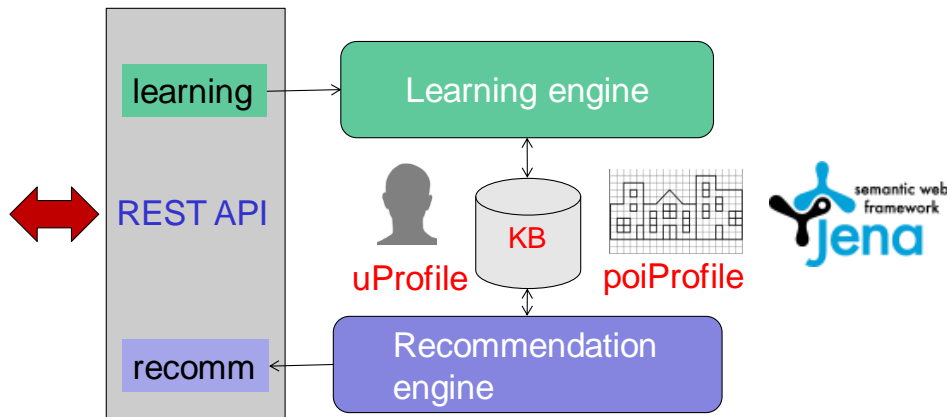 learning
Learning engine
REST API
uProfile
KB
poiProfile
semantic web
framework
Jena
recomm
Recommendation
engine